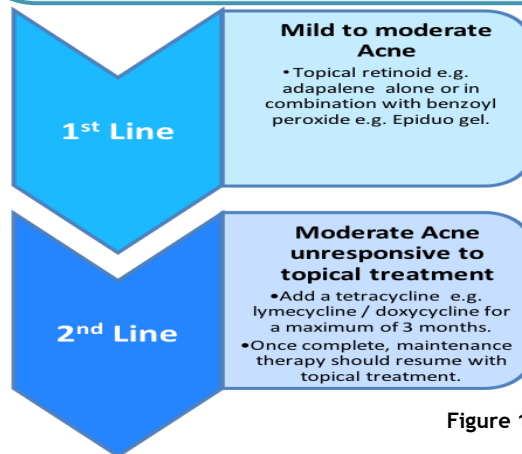 Mild to moderate
Acne
• Topical retinoid e.g.
adapalene alone or in
combination with benzoyl
peroxide e.g. Epiduo gel.
1st Line
Moderate Acne
unresponsive to
topical treatment
•Add a tetracycline e.g.
lymecycline / doxycycline for
a maximum of 3 months.
•Once complete, maintenance
therapy should resume with
topical treatment.
2nd Line
Figure 1